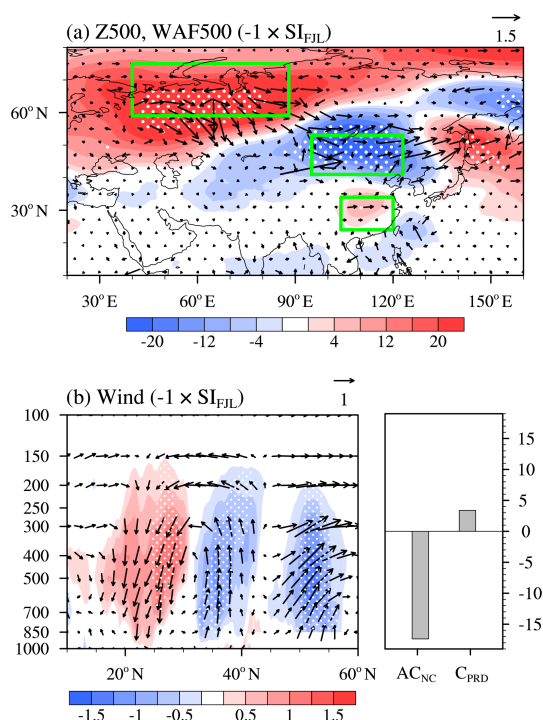 (a) Z500, WAF500 (-1 × SI_FJL) 1.5
60°N
30°N
30°E 60°E 90°E 120°E 150°E
-20 -12 -4 4 12 20
(b) Wind (-1 × SI_FJL) 1
100
150
200
250
300
400
500
700
850
1000
20°N 40°N 60°N
-1.5 -1 -0.5 0.5 1 1.5
15
10
5
0
-5
-10
-15
AC_NC C_PRD